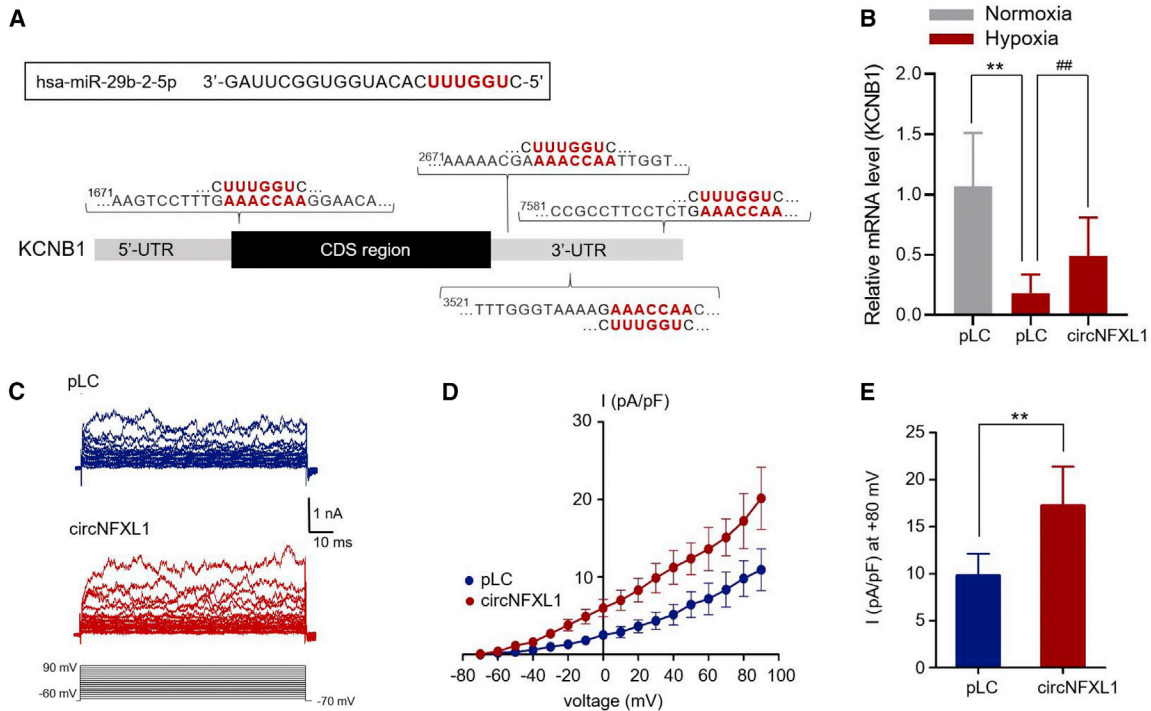 A
hsa-miR-29b-2-5p 3'-GAUUCGGUGGUACACUUUGGUC-5'
...CUUUGGUC...
2671
...AAAAACGAAAACCAATTGGT...
...CUUUGGUC...
1671
...AAGTCCTTTGAAACCAAGGAACA...
...CUUUGGUC...
7581
...CCGCCTTCCTCTGAAACCAA...
KCNB1
5'-UTR
CDS region
3'-UTR
3521
...TTTGGGTAAAAGAAACCAAC...
...CUUUGGUC...
B
Normoxia
Hypoxia
Relative mRNA level (KCNB1)
2.0
1.5
1.0
0.5
0.0
**
##
pLC
pLC
circNFXL1
C
pLC
circNFXL1
1 nA
10 ms
90 mV
-60 mV
-70 mV
D
I (pA/pF)
30
20
10
pLC
circNFXL1
-80 -60 -40 -20 0 20 40 60 80 100
voltage (mV)
E
I (pA/pF) at +80 mV
25
20
15
10
5
0
**
pLC
circNFXL1